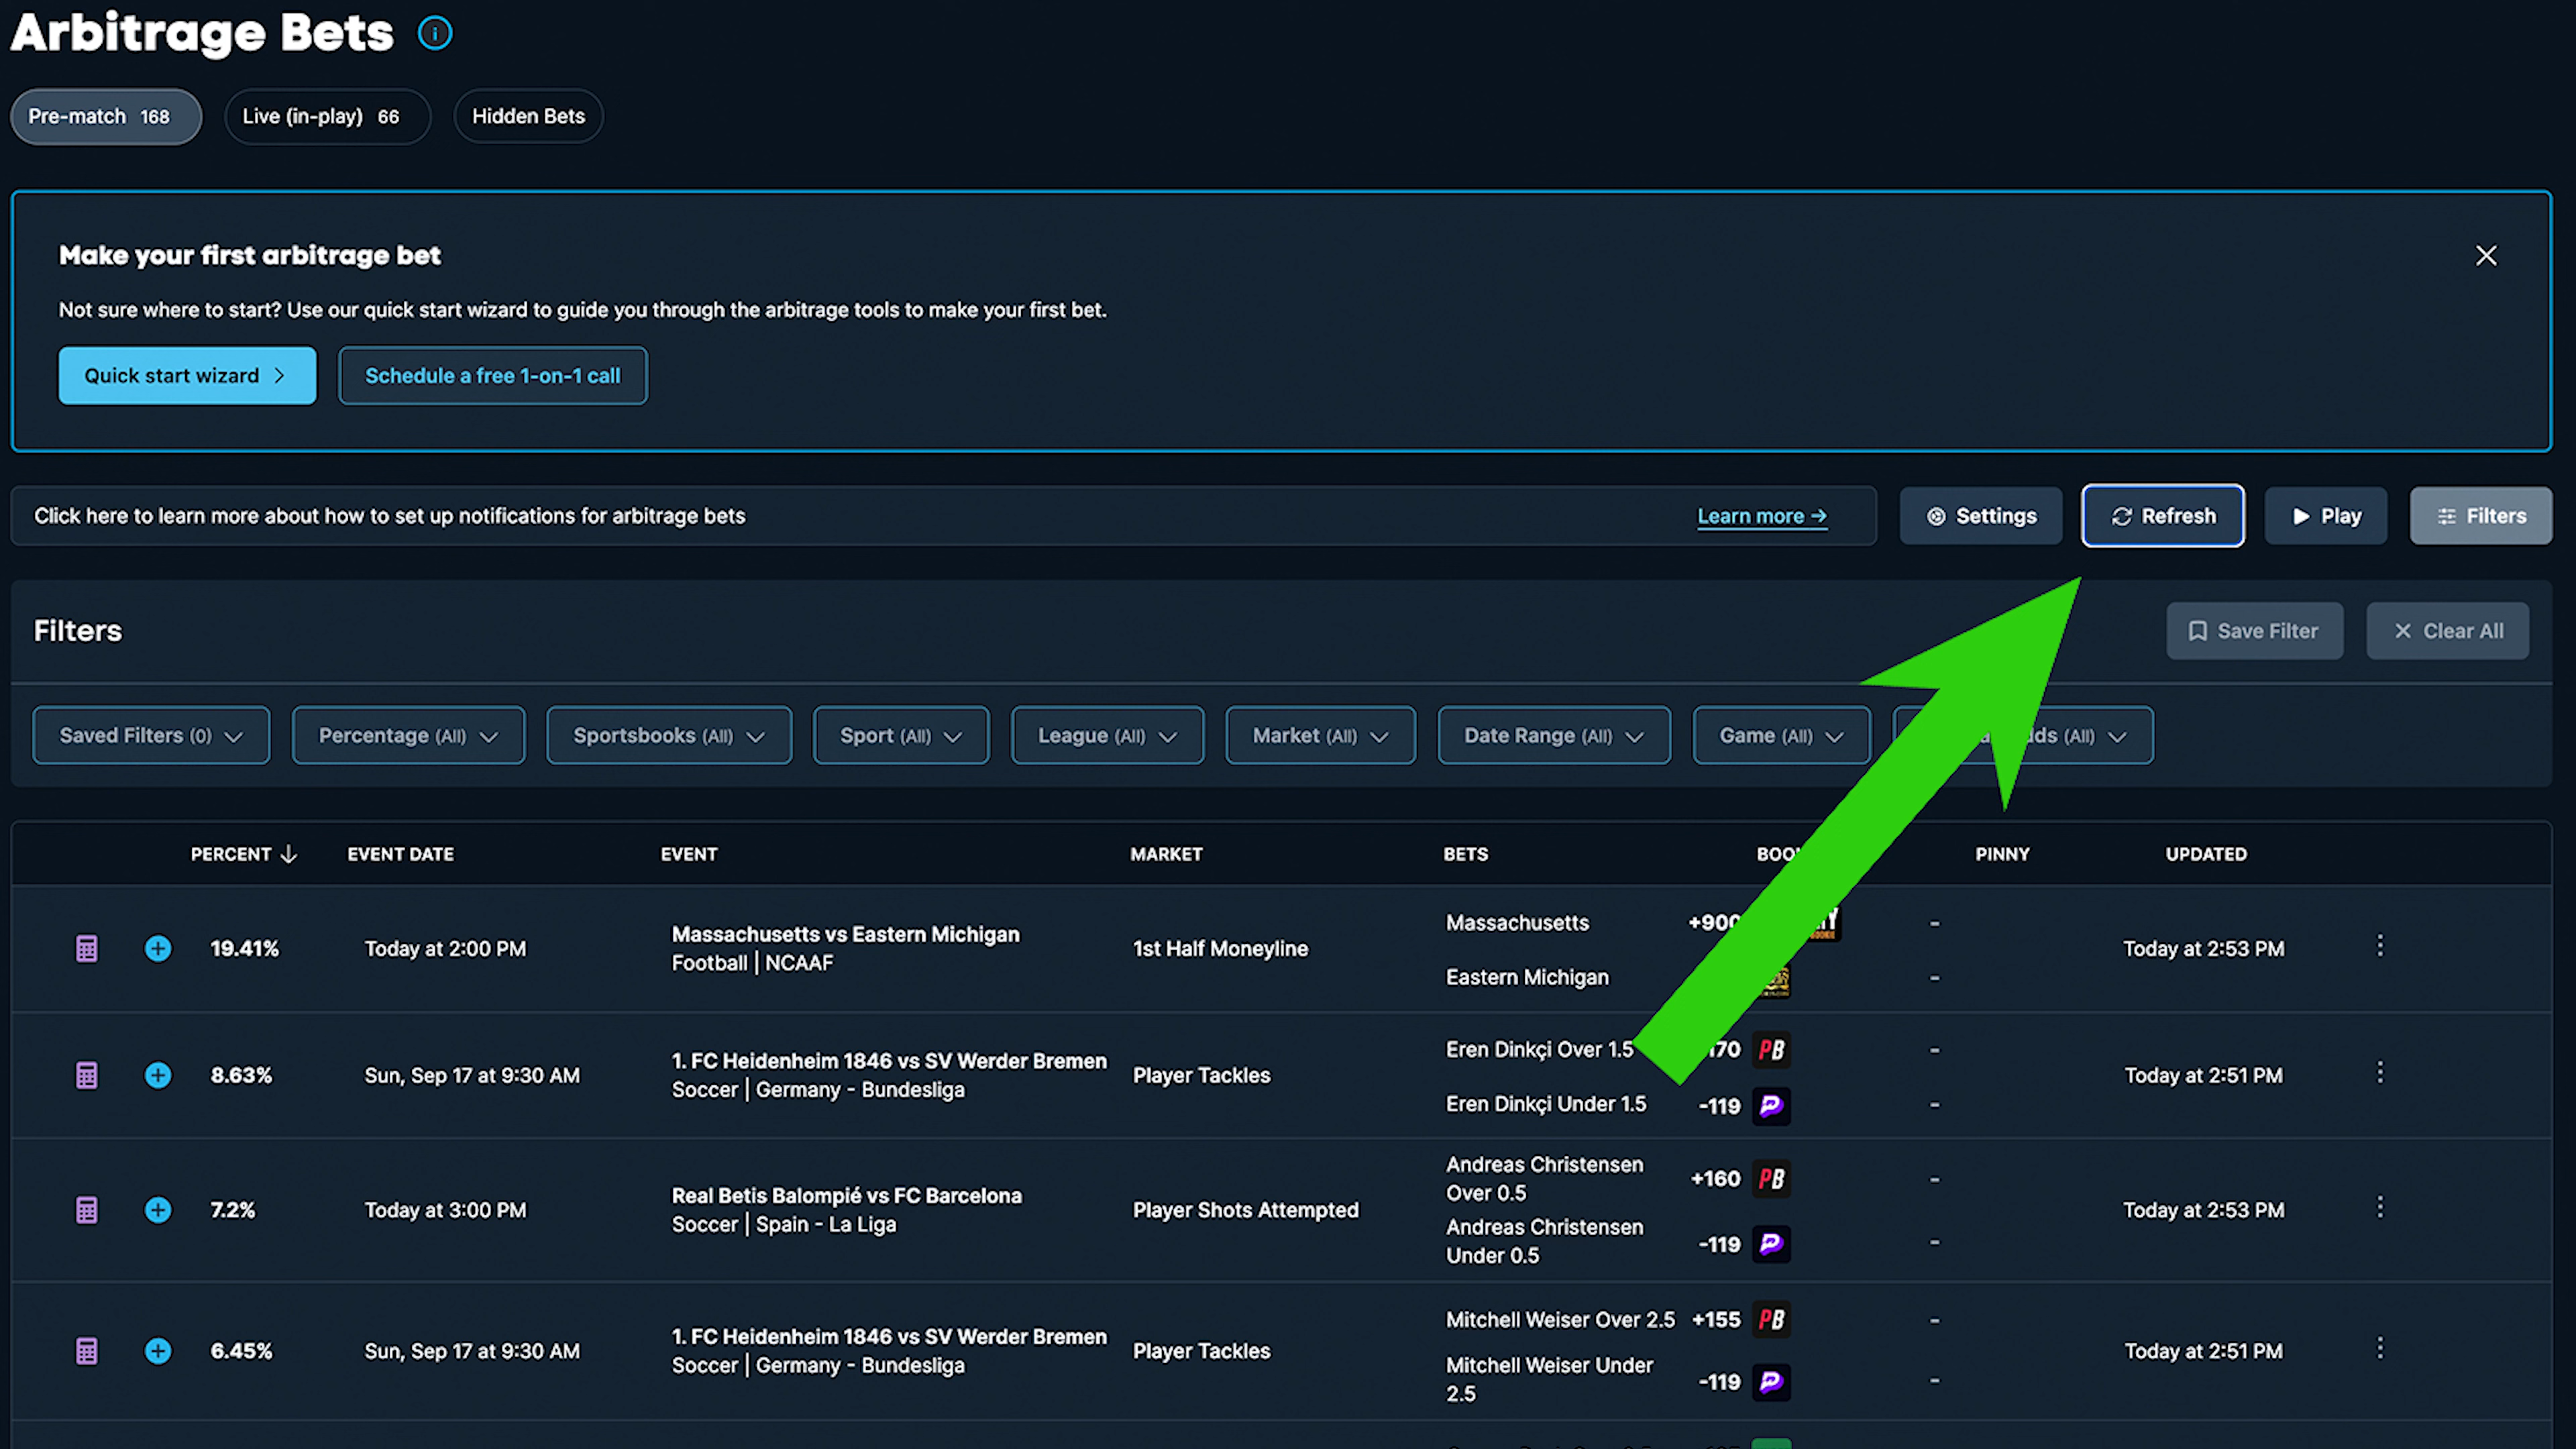 Arbitrage Bets
Pre-match 168
Live (in-play) 66
Hidden Bets
Make your first arbitrage bet
Not sure where to start? Use our quick start wizard to guide you through the arbitrage tools to make your first bet.
Quick start wizard
Schedule a free 1-on-1 call
Click here to learn more about how to set up notifications for arbitrage bets
Learn more →
Settings
Refresh
Play
Filters
Filters
Save Filter
Clear All
Saved Filters (0)
Percentage (All)
Sportsbooks (All)
Sport (All)
League (All)
Market (All)
Date Range (All)
Game (All)
(All)
PERCENT ↓ EVENT DATE EVENT MARKET BETS PINNY UPDATED
19.41%
Today at 2:00 PM
Massachusetts vs Eastern Michigan
Football | NCAAF
1st Half Moneyline
Massachusetts +900 -
Eastern Michigan -
Today at 2:53 PM
8.63%
Sun, Sep 17 at 9:30 AM
1. FC Heidenheim 1846 vs SV Werder Bremen
Soccer | Germany - Bundesliga
Player Tackles
Eren Dinkçi Over 1.5 PB -
Eren Dinkçi Under 1.5 -119 -
Today at 2:51 PM
7.2%
Today at 3:00 PM
Real Betis Balompié vs FC Barcelona
Soccer | Spain - La Liga
Player Shots Attempted
Andreas Christensen
Over 0.5
+160 PB -
Andreas Christensen
Under 0.5
-119 -
Today at 2:53 PM
6.45%
Sun, Sep 17 at 9:30 AM
1. FC Heidenheim 1846 vs SV Werder Bremen
Soccer | Germany - Bundesliga
Player Tackles
Mitchell Weiser Over 2.5 +155 PB -
Mitchell Weiser Under
2.5
-119 -
Today at 2:51 PM